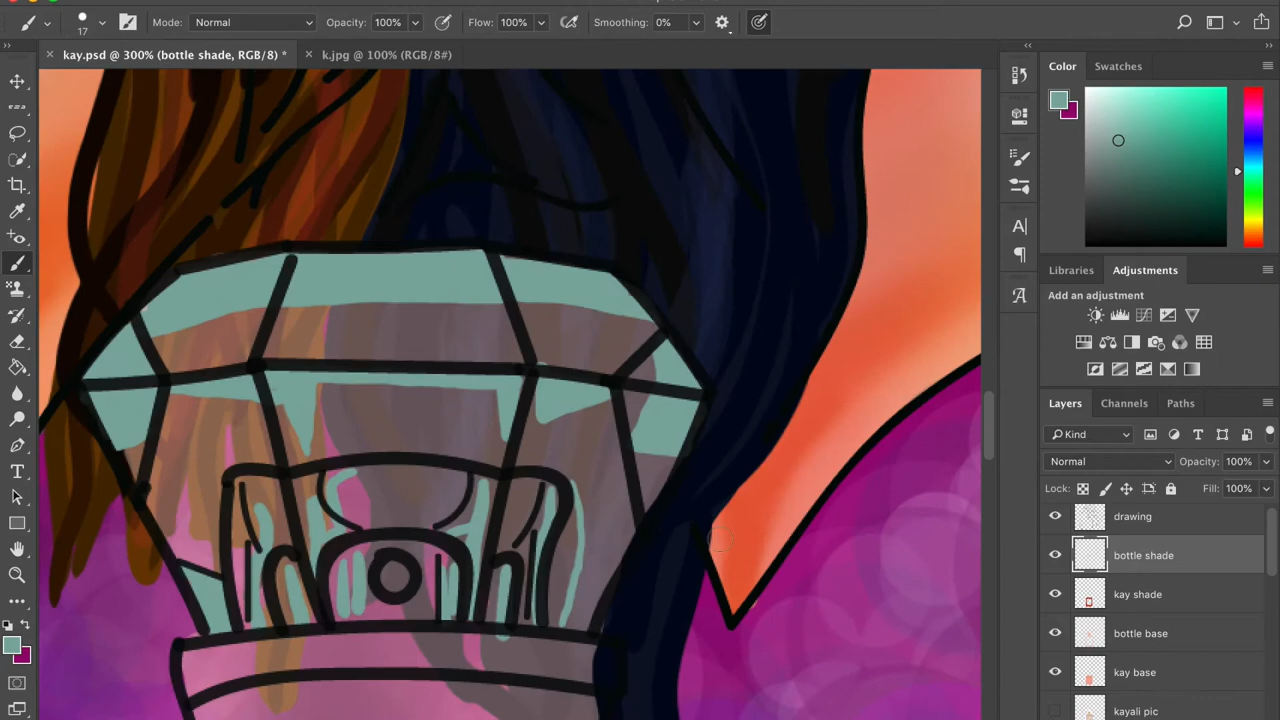 17 Mode: Normal Opacity: 100% Flow: 100% Smoothing: 0%
kay.psd @ 300% (bottle shade, RGB/8) * k.jpg @ 100% (RGB/8#)
Color Swatches
Libraries Adjustments
Add an adjustment
Layers Channels Paths
Kind
Normal Opacity: 100%
Lock: Fill: 100%
drawing
bottle shade
kay shade
bottle base
kay base
kayali pic